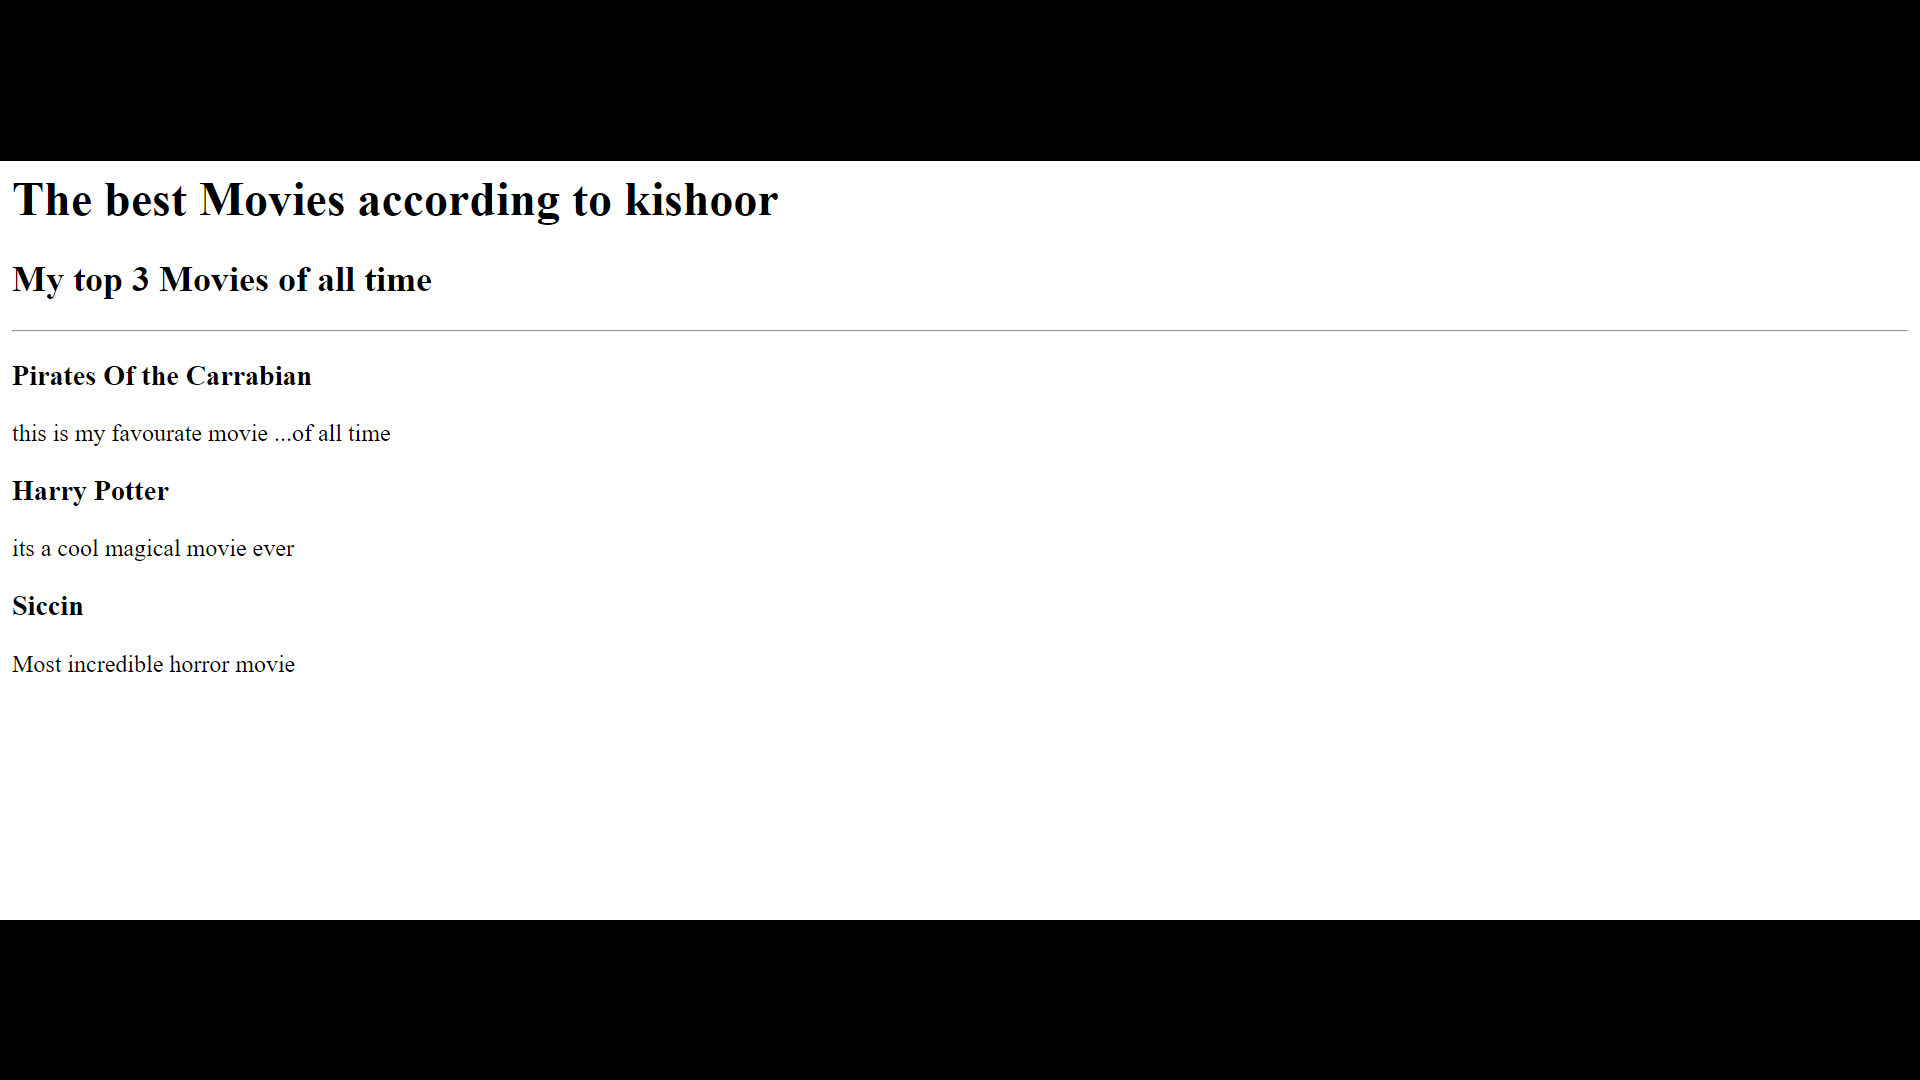 The best Movies according to kishoor
My top 3 Movies of all time
Pirates Of the Carrabian
this is my favourate movie ...of all time
Harry Potter
its a cool magical movie ever
Siccin
Most incredible horror movie